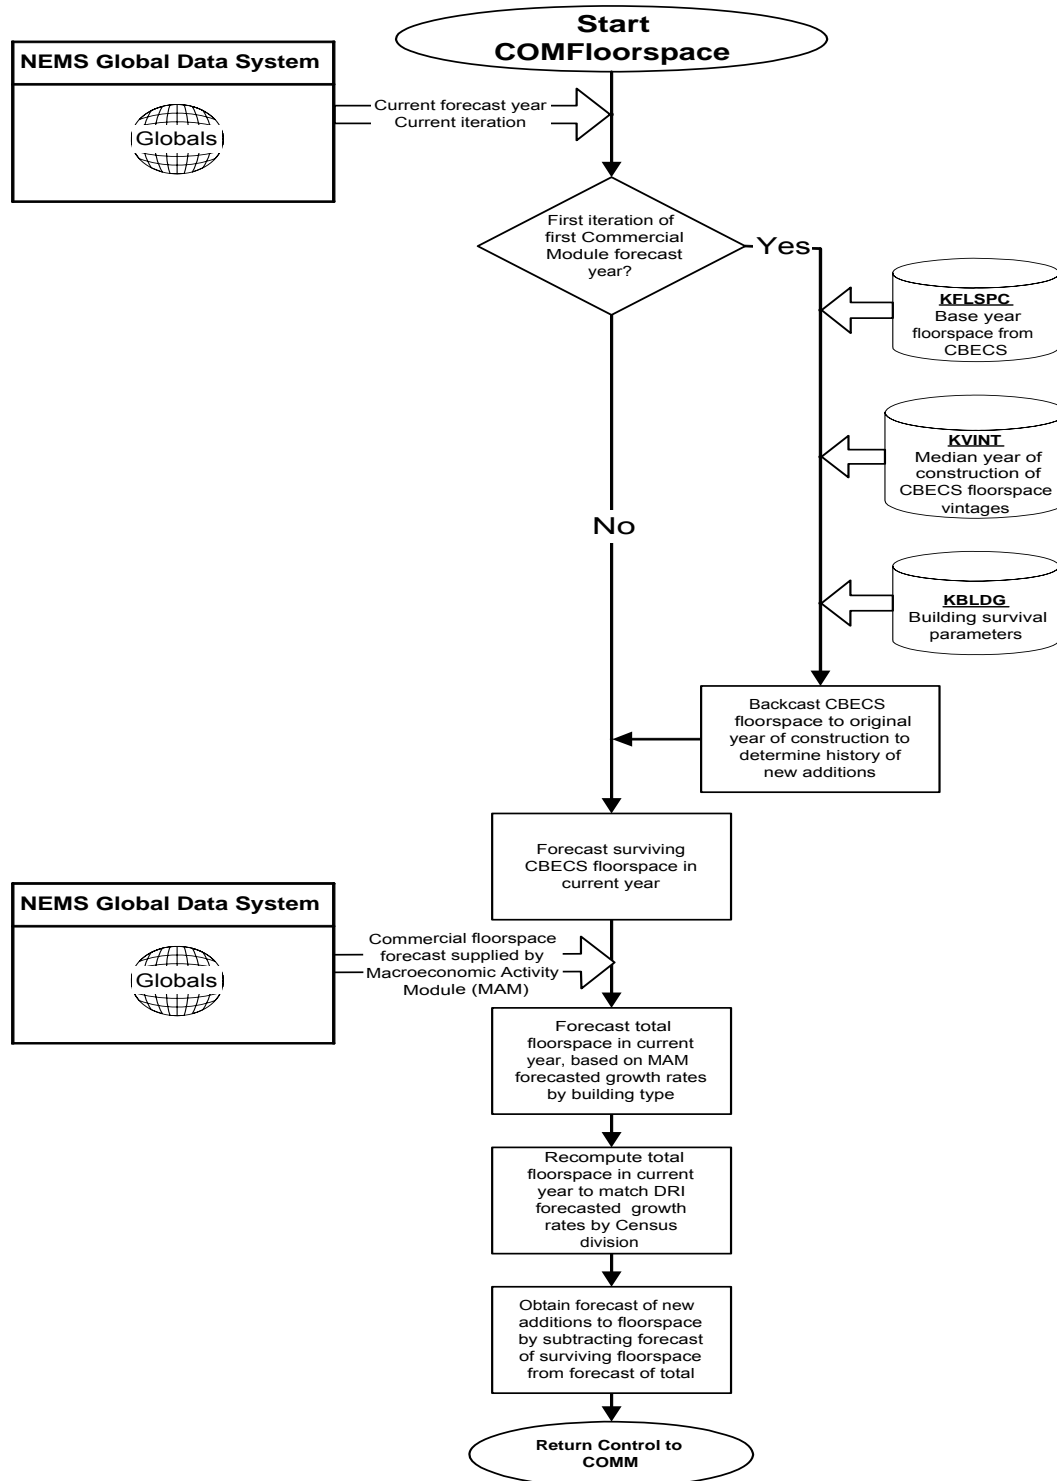 Start
COMFloorspace
NEMS Global Data System
Globals
Current forecast year
Current iteration
First iteration of
first Commercial
Module forecast
year?
Yes
KFLSPC
Base year
floorspace from
CBECS
KVINT
Median year of
construction of
CBECS floorspace
vintages
No
KBLDG
Building survival
parameters
Backcast CBECS
floorspace to original
year of construction to
determine history of
new additions
Forecast surviving
CBECS floorspace in
current year
NEMS Global Data System
Globals
Commercial floorspace
forecast supplied by
Macroeconomic Activity
Module (MAM)
Forecast total
floorspace in current
year, based on MAM
forecasted growth rates
by building type
Recompute total
floorspace in current
year to match DRI
forecasted growth
rates by Census
division
Obtain forecast of new
additions to floorspace
by subtracting forecast
of surviving floorspace
from forecast of total
Return Control to
COMM